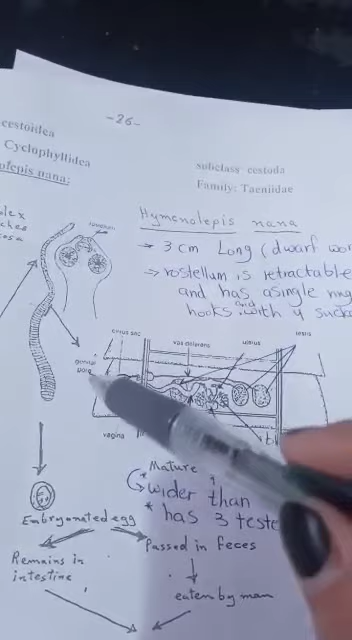 -26-
cestoidea
Cyclophyllidea
subclass cestoda
Family: Taeniidae
Hymenolepis nana
→ 3 cm Long (dwarf wor
→ rostellum is retractable
and has a single ring
hooks and with 4 suck
rostellum
cirrus sac
vas deferens
uterus
testis
Genital
pore
vagina
* Mature
* wider than
* has 3 teste
Embryonated egg
Remains in
intestine
Passed in feces
eaten by man